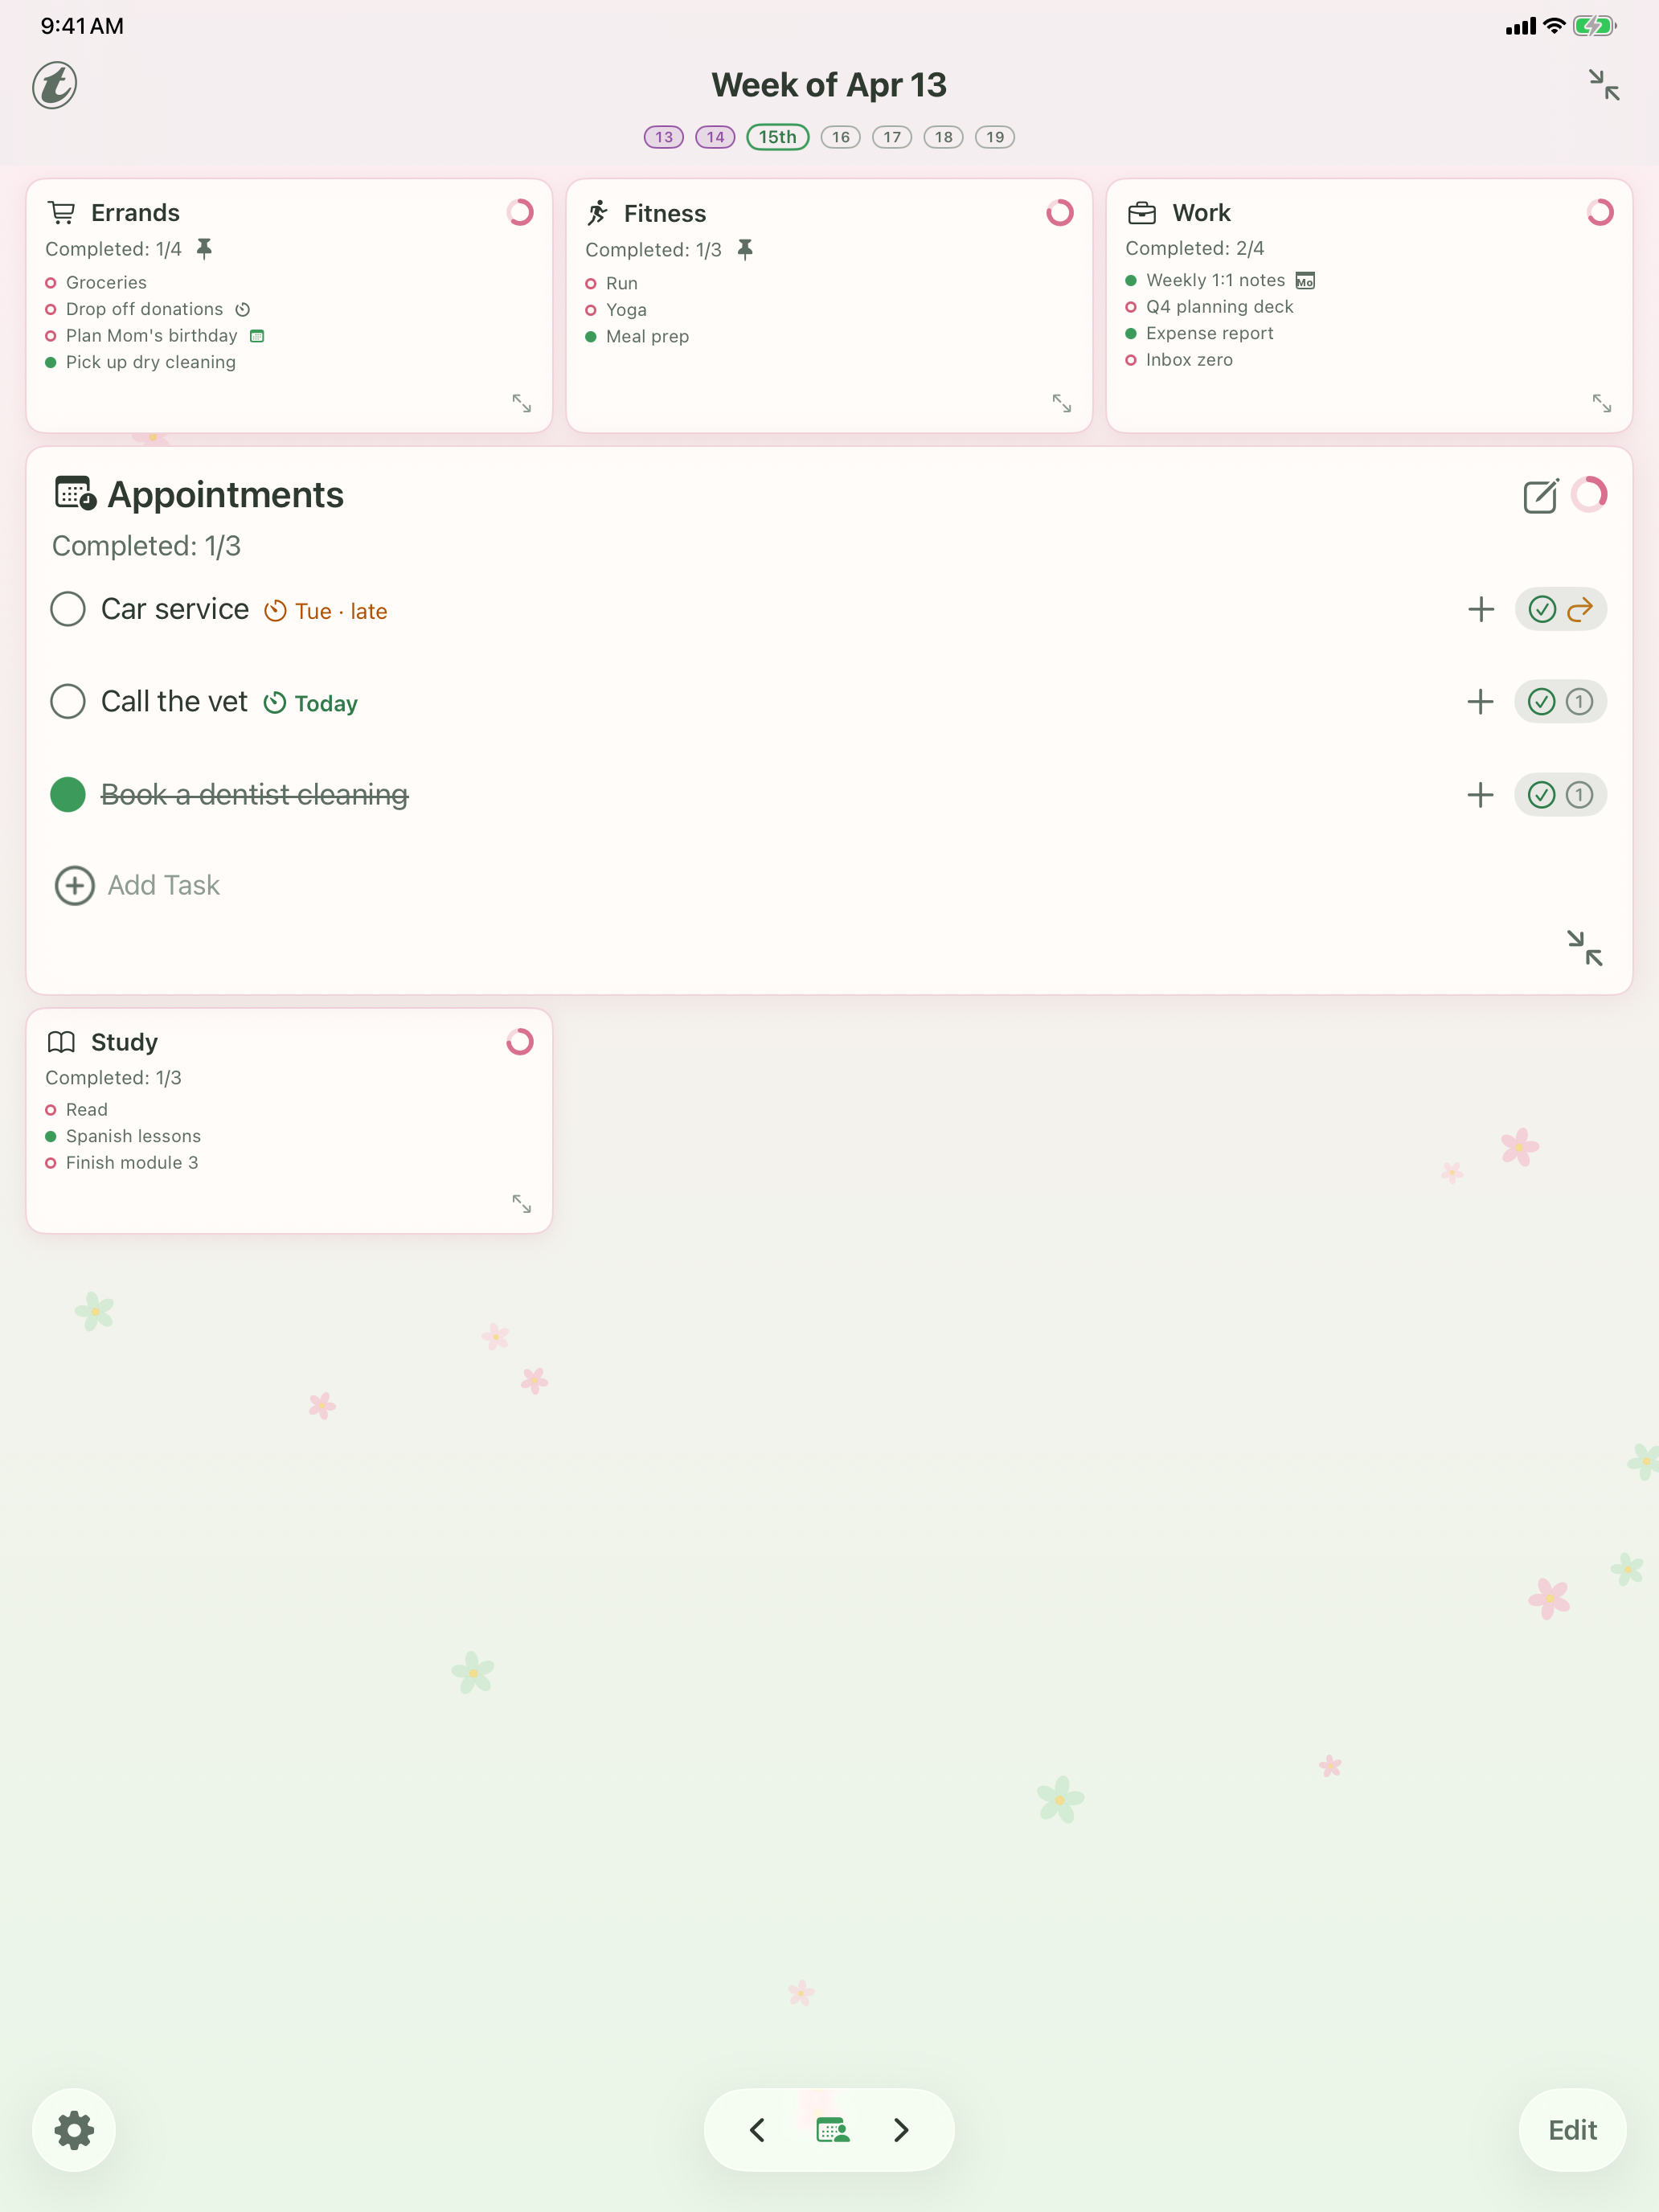 9:41 AM
t
Week of Apr 13
13 14 15th 16 17 18 19
Errands
Completed: 1/4
Groceries
Drop off donations
Plan Mom's birthday
Pick up dry cleaning
Fitness
Completed: 1/3
Run
Yoga
Meal prep
Work
Completed: 2/4
Weekly 1:1 notes Mo
Q4 planning deck
Expense report
Inbox zero
Appointments
Completed: 1/3
Car service Tue · late
Call the vet Today 1
Book a dentist cleaning 1
Add Task
Study
Completed: 1/3
Read
Spanish lessons
Finish module 3
Edit